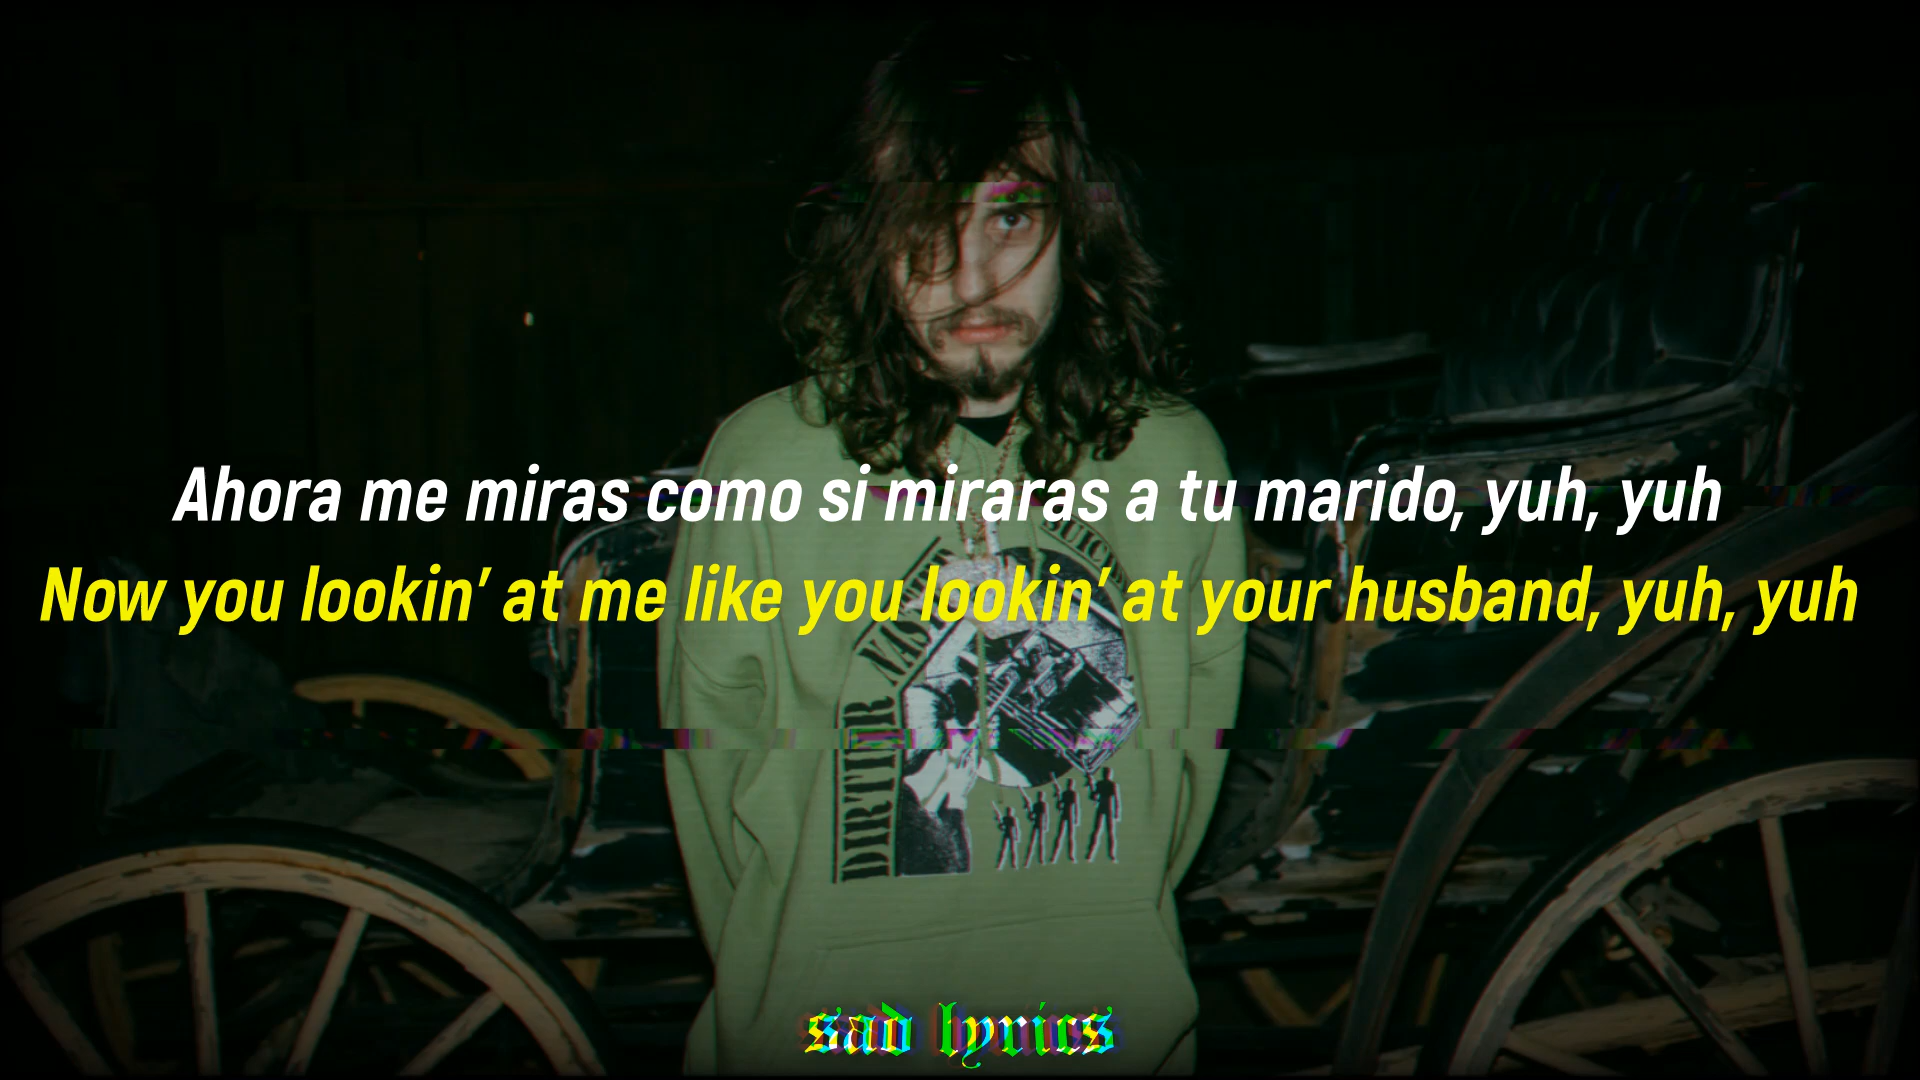 Ahora me miras como si miraras a tu marido, yuh, yuh
Now you lookin’ at me like you lookin’ at your husband, yuh, yuh
DIRTIER
sad lyrics